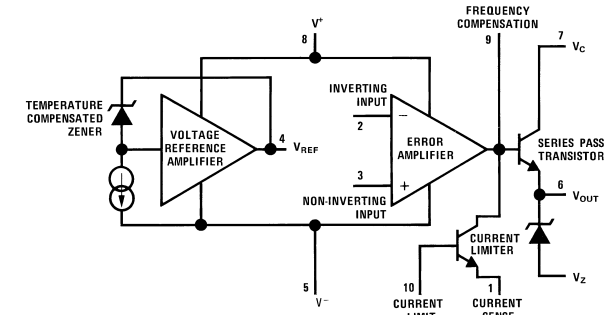 FREQUENCY
COMPENSATION
V+
8
9
7
VC
TEMPERATURE
COMPENSATED
ZENER
INVERTING
INPUT
2
−
VOLTAGE
REFERENCE
AMPLIFIER
4
VREF
ERROR
AMPLIFIER
SERIES PASS
TRANSISTOR
3
+
NON-INVERTING
INPUT
6
VOUT
CURRENT
LIMITER
VZ
5
V−
10
1
CURRENT
CURRENT